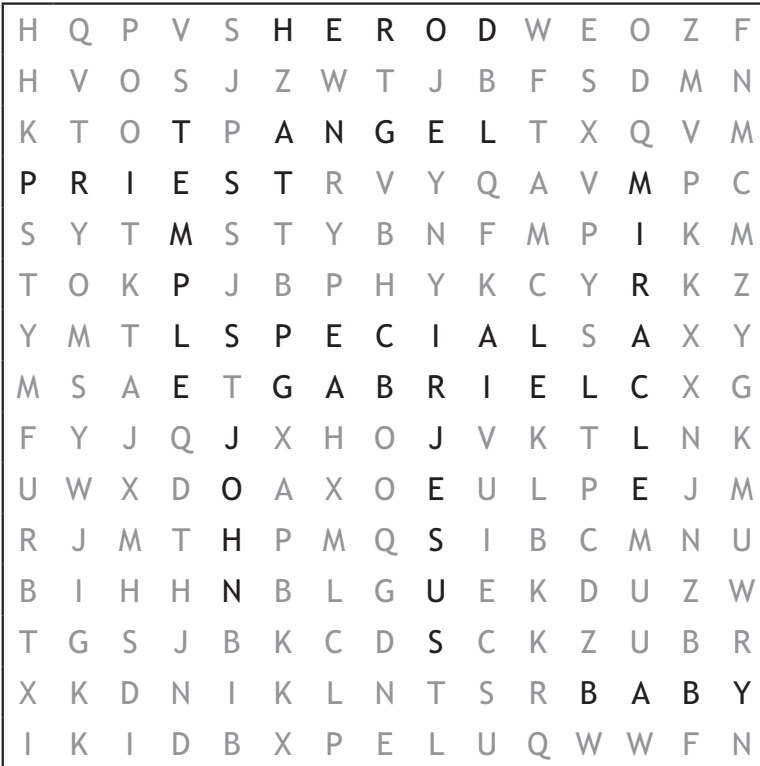 H Q P V S H E R O D W E O Z F
H V O S J Z W T J B F S D M N
K T O T P A N G E L T X Q V M
P R I E S T R V Y Q A V M P C
S Y T M S T Y B N F M P I K M
T O K P J B P H Y K C Y R K Z
Y M T L S P E C I A L S A X Y
M S A E T G A B R I E L C X G
F Y J Q J X H O J V K T L N K
U W X D O A X O E U L P E J M
R J M T H P M Q S I B C M N U
B I H H N B L G U E K D U Z W
T G S J B K C D S C K Z U B R
X K D N I K L N T S R B A B Y
I K I D B X P E L U Q W W F N